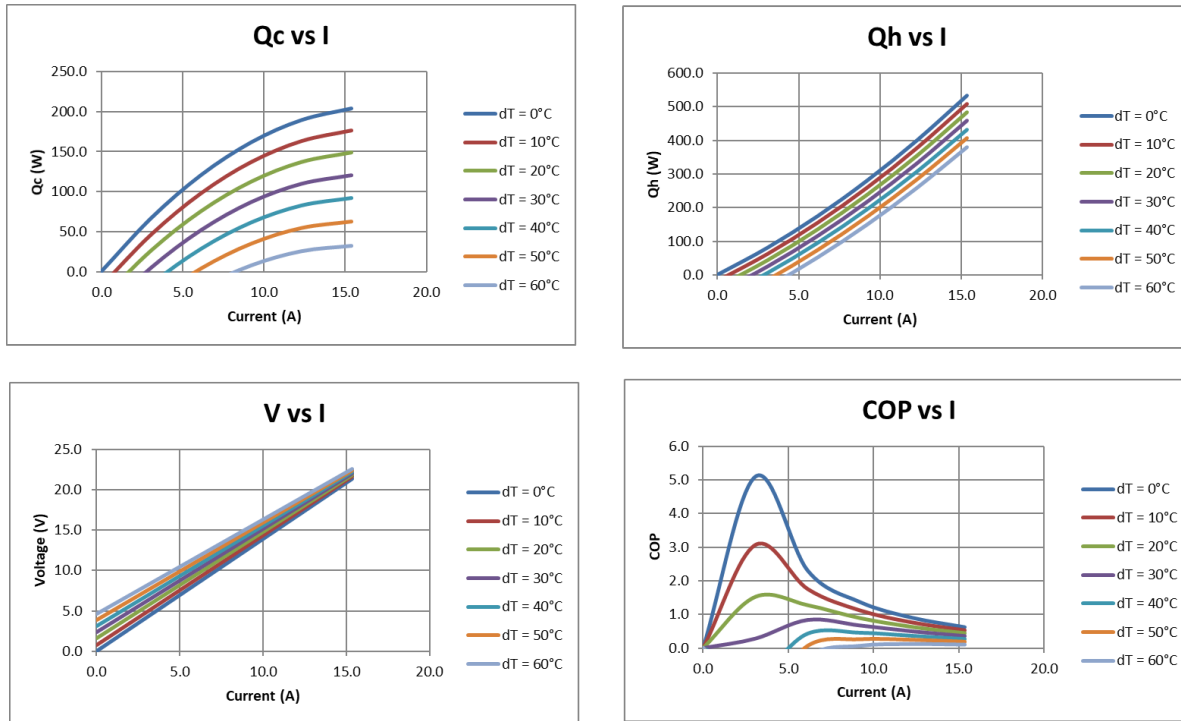 Qc vs I
250.0
200.0
150.0
100.0
50.0
0.0
Qc (W)
0.0 5.0 10.0 15.0 20.0
Current (A)
dT = 0°C
dT = 10°C
dT = 20°C
dT = 30°C
dT = 40°C
dT = 50°C
dT = 60°C
Qh vs I
600.0
500.0
400.0
300.0
200.0
100.0
0.0
Qh (W)
0.0 5.0 10.0 15.0 20.0
Current (A)
dT = 0°C
dT = 10°C
dT = 20°C
dT = 30°C
dT = 40°C
dT = 50°C
dT = 60°C
V vs I
25.0
20.0
15.0
10.0
5.0
0.0
Voltage (V)
0.0 5.0 10.0 15.0 20.0
Current (A)
dT = 0°C
dT = 10°C
dT = 20°C
dT = 30°C
dT = 40°C
dT = 50°C
dT = 60°C
COP vs I
6.0
5.0
4.0
3.0
2.0
1.0
0.0
COP
0.0 5.0 10.0 15.0 20.0
Current (A)
dT = 0°C
dT = 10°C
dT = 20°C
dT = 30°C
dT = 40°C
dT = 50°C
dT = 60°C